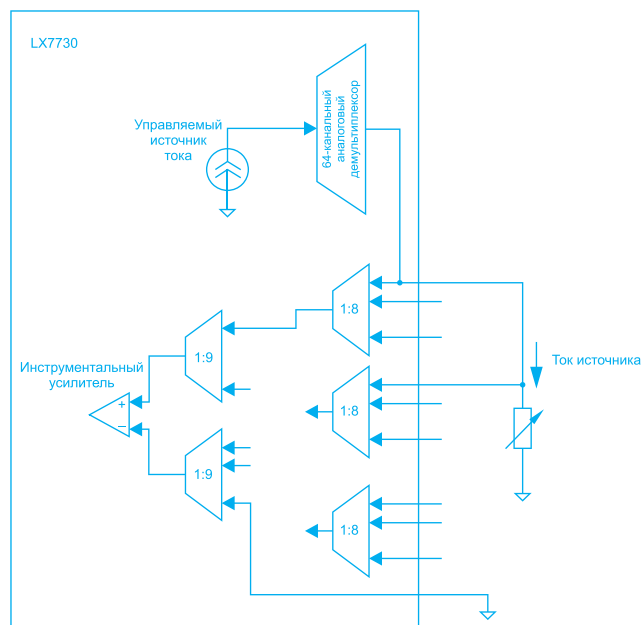 LX7730
Управляемый
источник
тока
64-канальный
аналоговый
демультиплексор
1:8
1:9
Инструментальный
усилитель
+
−
Ток источника
1:8
1:9
1:8